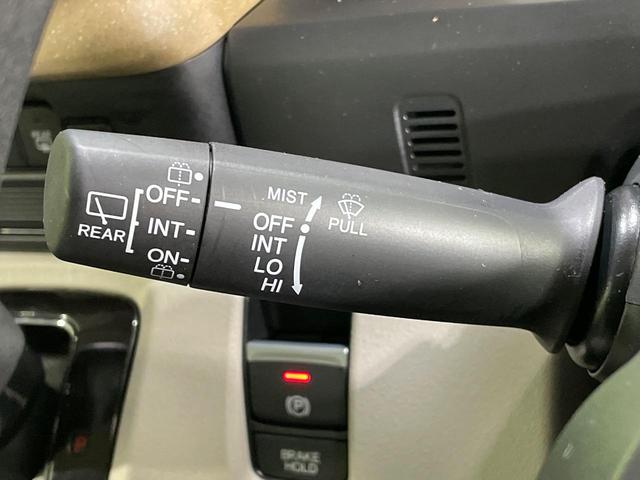 REAR
OFF
INT
ON
MIST
OFF
INT
LO
HI
PULL
P
BRAKE
HOLD
P